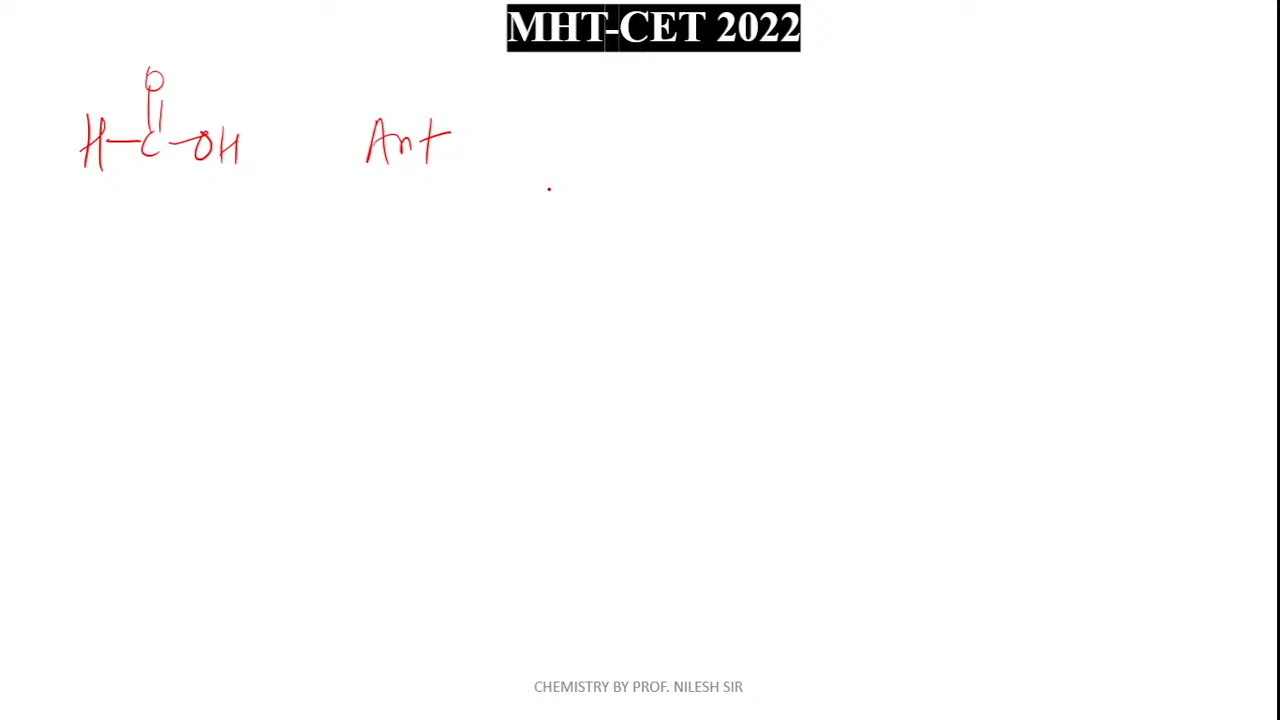 MHT-CET 2022
O
H-C-OH Ant
CHEMISTRY BY PROF. NILESH SIR